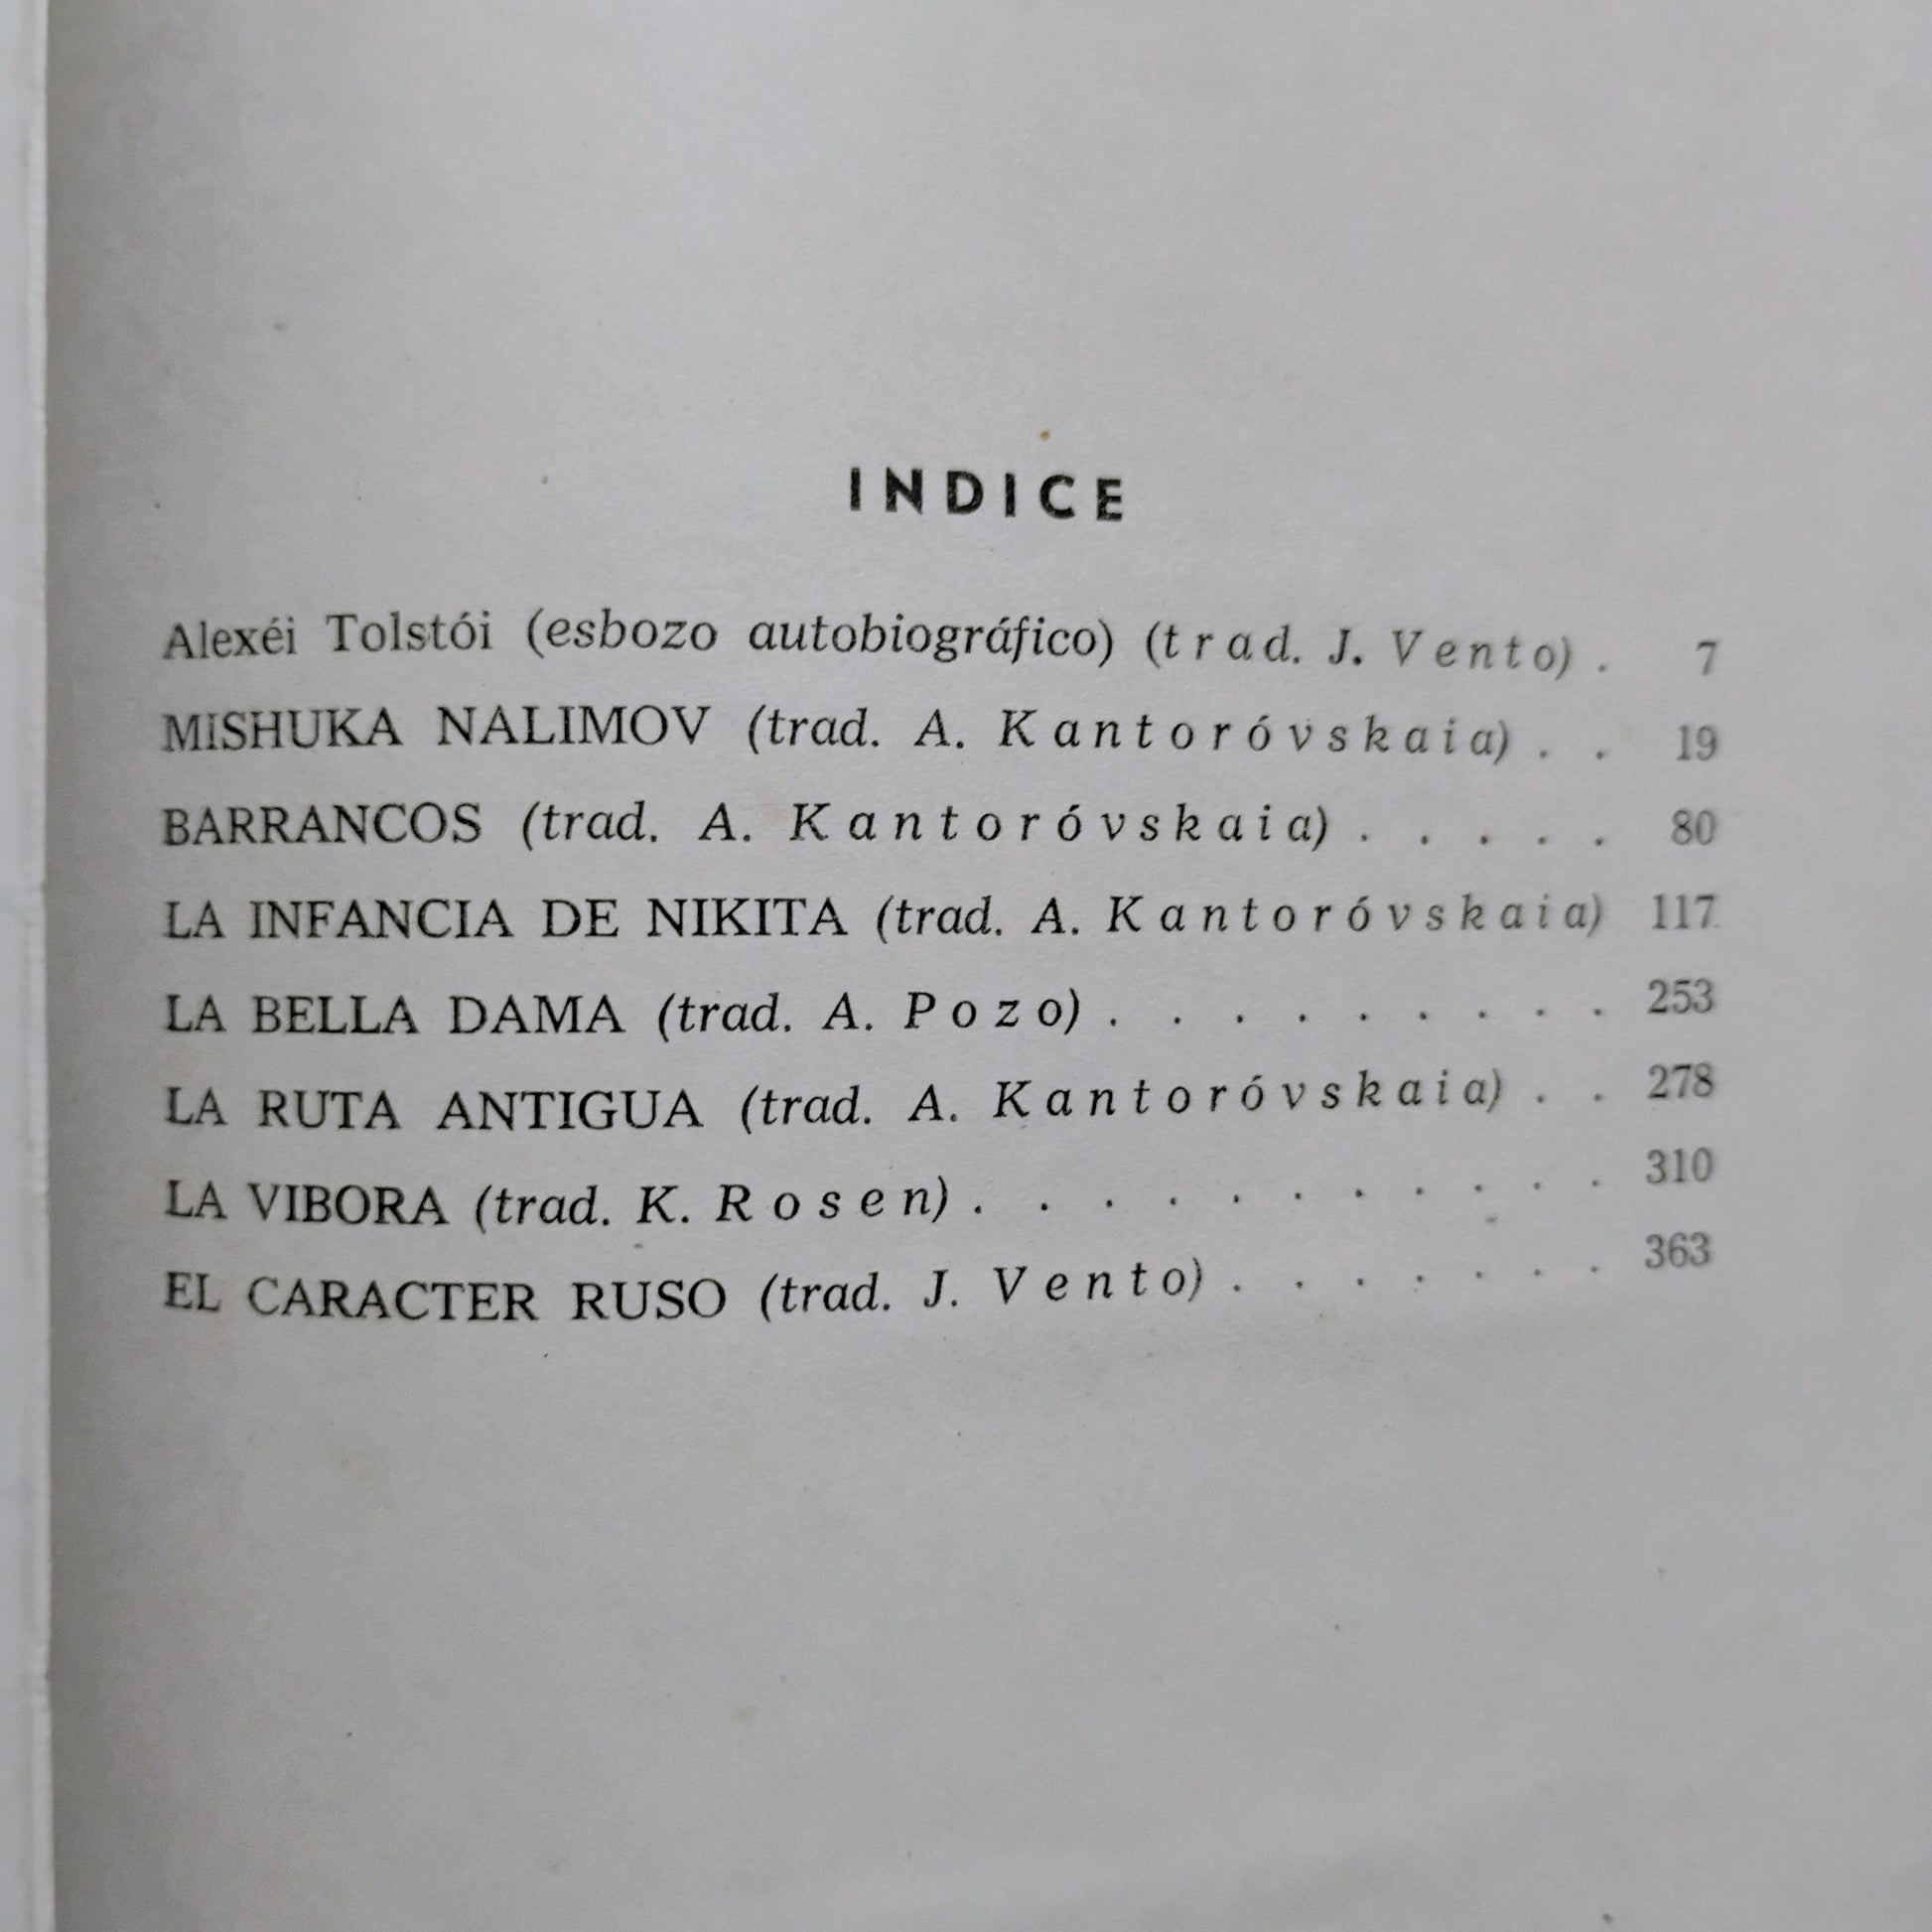 INDICE
Alexéi Tolstói (esbozo autobiográfico) (trad. J. Vento) . 7
MISHUKA NALIMOV (trad. A. Kantoróvskaia) . . 19
BARRANCOS (trad. A. Kantoróvskaia) . . . . . 80
LA INFANCIA DE NIKITA (trad. A. Kantoróvskaia) 117
LA BELLA DAMA (trad. A. Pozo) . . . . . . . . . 253
LA RUTA ANTIGUA (trad. A. Kantoróvskaia) . . 278
LA VIBORA (trad. K. Rosen) . . . . . . . . . . . 310
EL CARACTER RUSO (trad. J. Vento) . . . . . . . 363